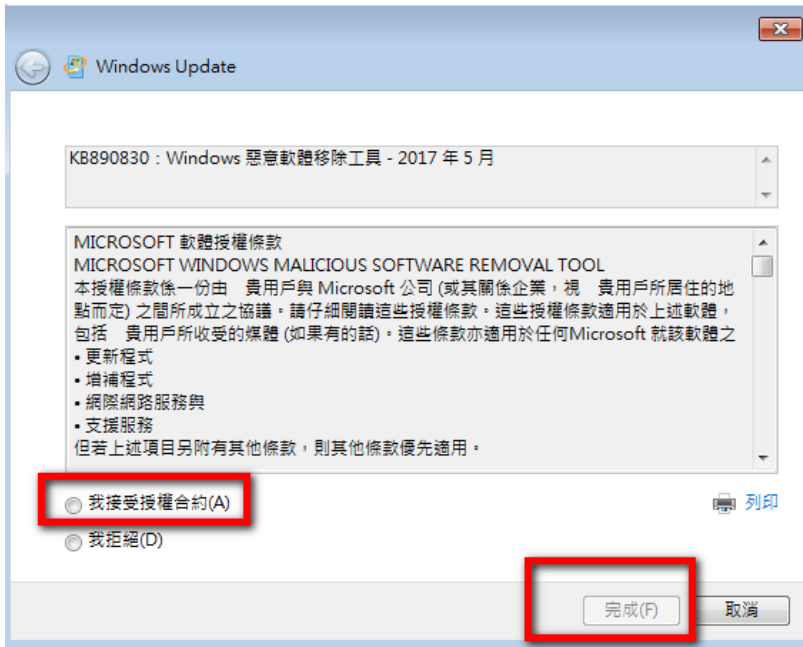 Windows Update
KB890830：Windows 惡意軟體移除工具 - 2017 年 5 月
MICROSOFT 軟體授權條款
MICROSOFT WINDOWS MALICIOUS SOFTWARE REMOVAL TOOL
本授權條款係一份由　貴用戶與 Microsoft 公司 (或其關係企業，視　貴用戶所居住的地
點而定) 之間所成立之協議。請仔細閱讀這些授權條款。這些授權條款適用於上述軟體，
包括　貴用戶所收受的媒體 (如果有的話)。這些條款亦適用於任何Microsoft 就該軟體之
• 更新程式
• 增補程式
• 網際網路服務與
• 支援服務
但若上述項目另附有其他條款，則其他條款優先適用。
我接受授權合約(A)
列印
我拒絕(D)
完成(F)
取消